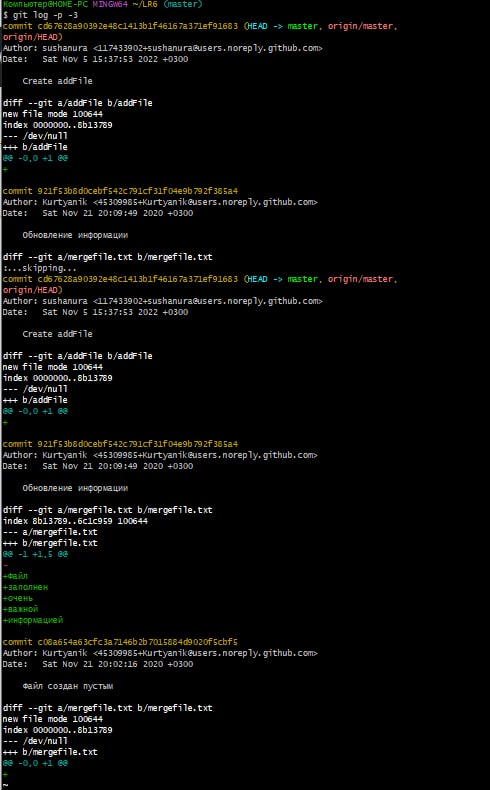 Компьютер@HOME-PC MINGW64 ~/LR6 (master)
$ git log -p -3
commit cd67628a90392e48c1413b1f46167a371ef91683 (HEAD -> master, origin/master,
origin/HEAD)
Author: sushanura <117433902+sushanura@users.noreply.github.com>
Date:   Sat Nov 5 15:37:53 2022 +0300

    Create addFile

diff --git a/addFile b/addFile
new file mode 100644
index 0000000..8b13789
--- /dev/null
+++ b/addFile
@@ -0,0 +1 @@
+

commit 921f53b8d0cebf542c791cf31f04e9b792f385a4
Author: Kurtyanik <45309985+Kurtyanik@users.noreply.github.com>
Date:   Sat Nov 21 20:09:49 2020 +0300

    Обновление информации

diff --git a/mergefile.txt b/mergefile.txt
:...skipping...
commit cd67628a90392e48c1413b1f46167a371ef91683 (HEAD -> master, origin/master,
origin/HEAD)
Author: sushanura <117433902+sushanura@users.noreply.github.com>
Date:   Sat Nov 5 15:37:53 2022 +0300

    Create addFile

diff --git a/addFile b/addFile
new file mode 100644
index 0000000..8b13789
--- /dev/null
+++ b/addFile
@@ -0,0 +1 @@
+

commit 921f53b8d0cebf542c791cf31f04e9b792f385a4
Author: Kurtyanik <45309985+Kurtyanik@users.noreply.github.com>
Date:   Sat Nov 21 20:09:49 2020 +0300

    Обновление информации

diff --git a/mergefile.txt b/mergefile.txt
index 8b13789..6c1c959 100644
--- a/mergefile.txt
+++ b/mergefile.txt
@@ -1 +1,5 @@
-
+Файл
+заполнен
+очень
+важной
+информацией

commit c08a654a63cfc3a7146b2b7015884d9020f5cbf5
Author: Kurtyanik <45309985+Kurtyanik@users.noreply.github.com>
Date:   Sat Nov 21 20:02:16 2020 +0300

    Файл создан пустым

diff --git a/mergefile.txt b/mergefile.txt
new file mode 100644
index 0000000..8b13789
--- /dev/null
+++ b/mergefile.txt
@@ -0,0 +1 @@
+
~